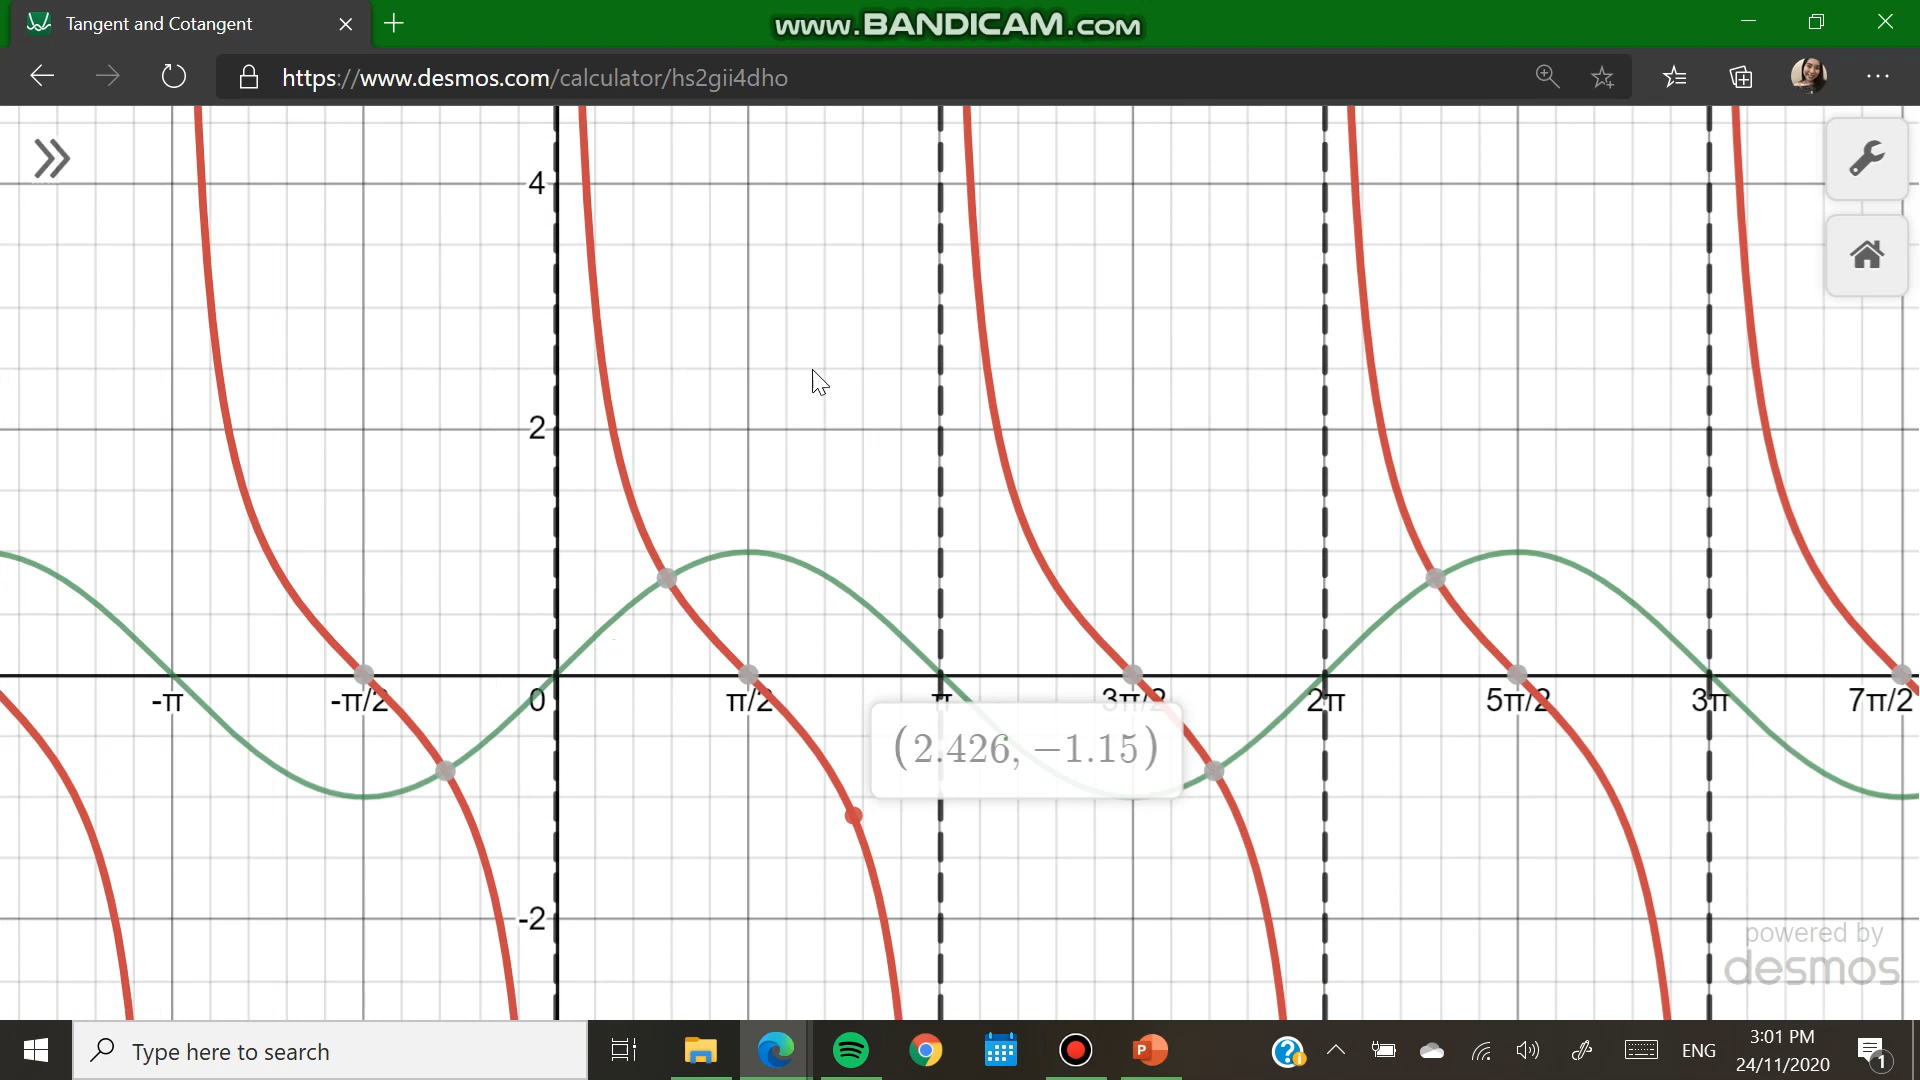 Tangent and Cotangent
www.BANDICAM.com
https://www.desmos.com/calculator/hs2gii4dho
4
2
-π
-π/2
0
π/2
π
3π/2
2π
5π/2
3π
7π/2
(2.426, −1.15)
-2
powered by
desmos
Type here to search
P
ENG
3:01 PM
24/11/2020
1